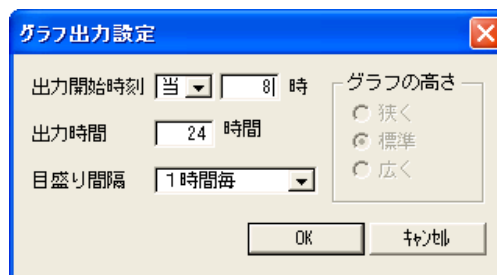 グラフ出力設定
出力開始時刻 当 8 時
出力時間 24 時間
目盛り間隔 1時間毎
グラフの高さ
狭く
標準
広く
OK キャンセル